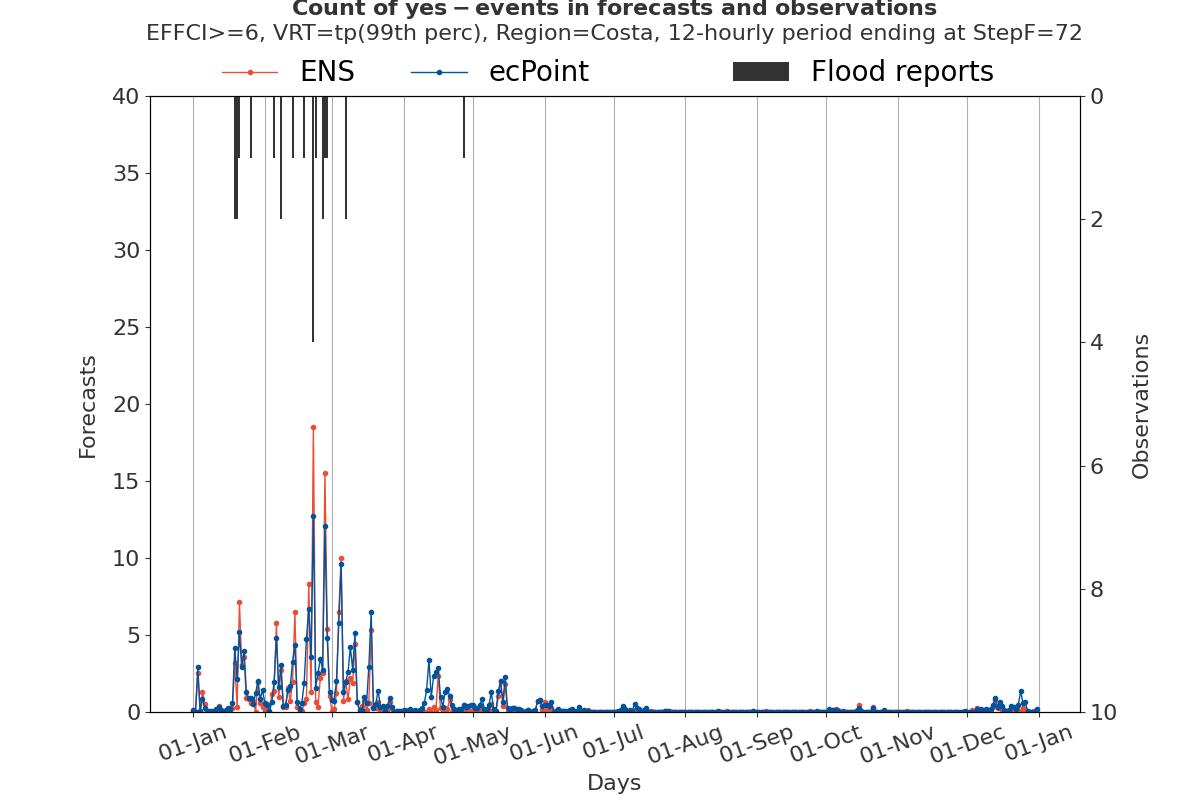 Count of yes − events in forecasts and observations
EFFCI>=6, VRT=tp(99th perc), Region=Costa, 12-hourly period ending at StepF=72
ENS ecPoint Flood reports
40 0
35
30 2
25
4
20
6
15
10
8
5
0 10
Forecasts
Observations
01-Jan 01-Feb 01-Mar 01-Apr 01-May 01-Jun 01-Jul 01-Aug 01-Sep 01-Oct 01-Nov 01-Dec 01-Jan
Days